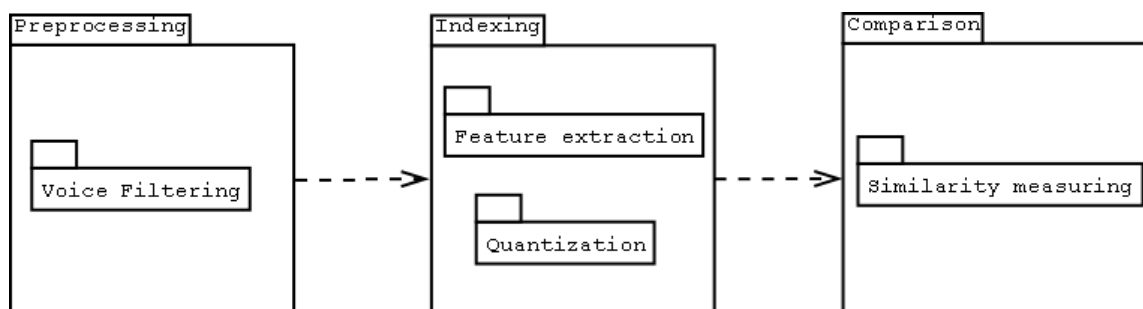 Preprocessing
Voice Filtering
Indexing
Feature extraction
Quantization
Comparison
Similarity measuring